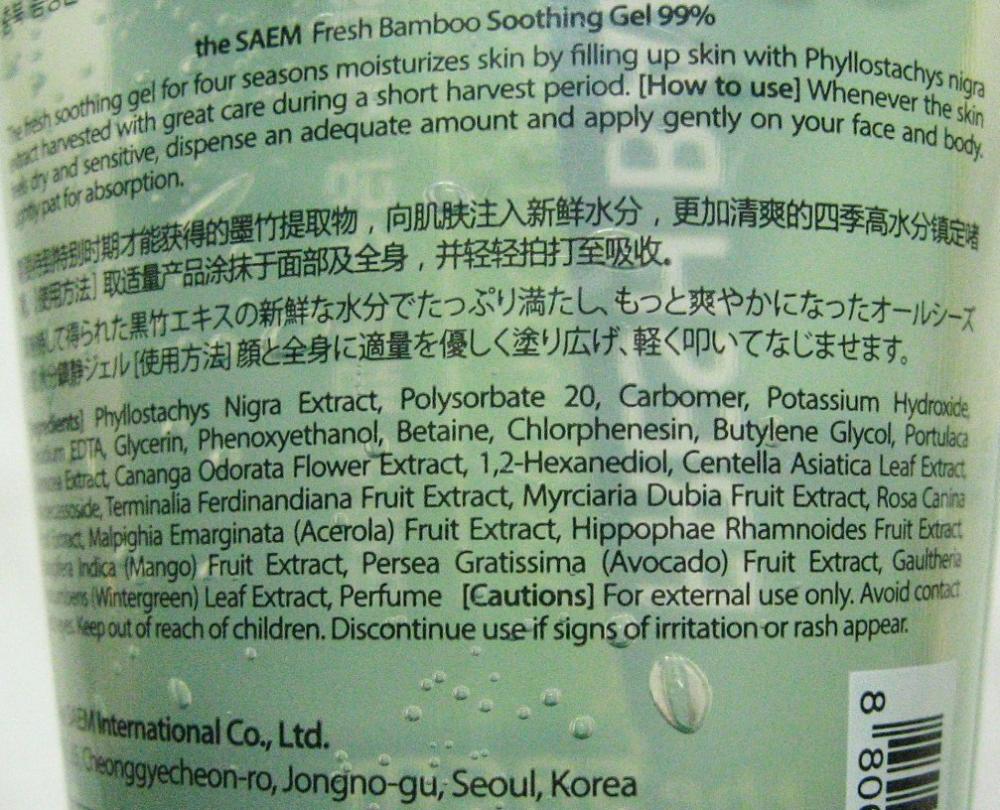 the SAEM Fresh Bamboo Soothing Gel 99%
The fresh soothing gel for four seasons moisturizes skin by filling up skin with Phyllostachys nigra
extract harvested with great care during a short harvest period. [How to use] Whenever the skin
feels dry and sensitive, dispense an adequate amount and apply gently on your face and body.
Lightly pat for absorption.
特别时期才能获得的墨竹提取物，向肌肤注入新鲜水分，更加清爽的四季高水分镇定啫
[使用方法] 取适量产品涂抹于面部及全身，并轻轻拍打至吸收。
して得られた黒竹エキスの新鮮な水分でたっぷり満たし、もっと爽やかになったオールシーズ
水分鎮静ジェル [使用方法] 顔と全身に適量を優しく塗り広げ、軽く叩いてなじませます。
Phyllostachys Nigra Extract, Polysorbate 20, Carbomer, Potassium Hydroxide,
EDTA, Glycerin, Phenoxyethanol, Betaine, Chlorphenesin, Butylene Glycol, Portulaca
Extract, Cananga Odorata Flower Extract, 1,2-Hexanediol, Centella Asiatica Leaf Extract,
Terminalia Ferdinandiana Fruit Extract, Myrciaria Dubia Fruit Extract, Rosa Canina
Extract, Malpighia Emarginata (Acerola) Fruit Extract, Hippophae Rhamnoides Fruit Extract,
Indica (Mango) Fruit Extract, Persea Gratissima (Avocado) Fruit Extract, Gaultheria
(Wintergreen) Leaf Extract, Perfume [Cautions] For external use only. Avoid contact
eyes. Keep out of reach of children. Discontinue use if signs of irritation or rash appear.
SAEM International Co., Ltd.
Cheonggyecheon-ro, Jongno-gu, Seoul, Korea
8 80